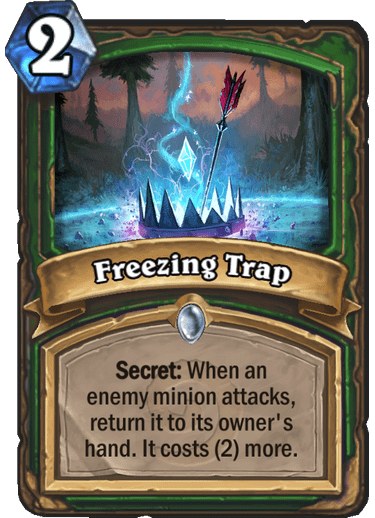 2
Freezing Trap
Secret: When an
enemy minion attacks,
return it to its owner's
hand. It costs (2) more.